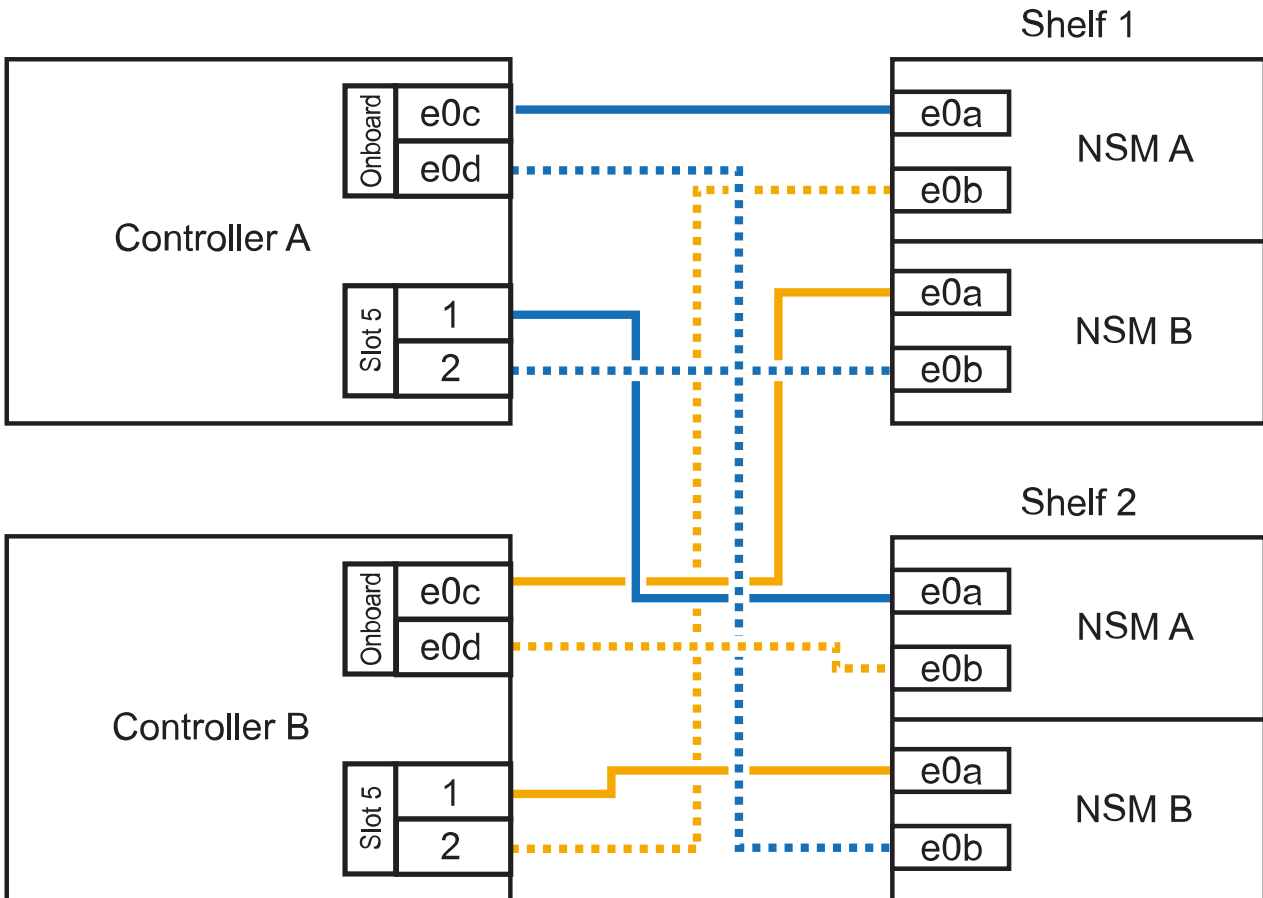 Shelf 1
Controller A
Onboard
e0c
e0d
Slot 5
1
2
e0a
NSM A
e0b
e0a
NSM B
e0b
Shelf 2
Controller B
Onboard
e0c
e0d
Slot 5
1
2
e0a
NSM A
e0b
e0a
NSM B
e0b